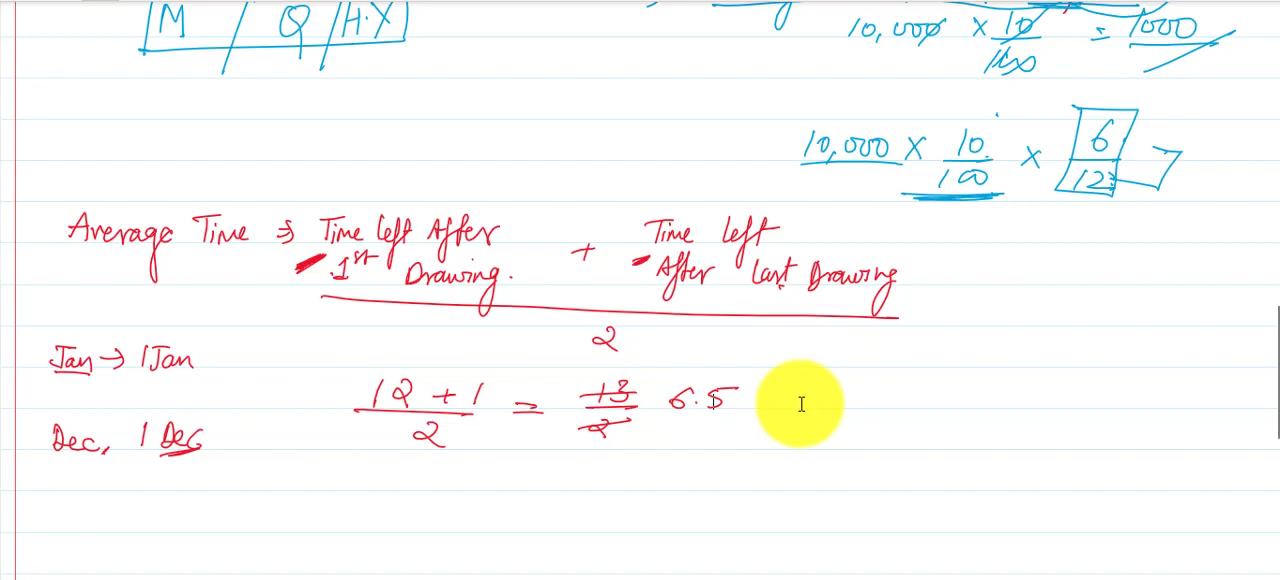 M / Q / H.Y
10,000 × 10/100 = 1000
10,000 × 10/100 × 6/12
Average Time ⇒ Time left After 1st Drawing. + Time left After last Drawing
2
Jan → 1 Jan
12 + 1 / 2 = 13/2 6.5
Dec, 1 Dec